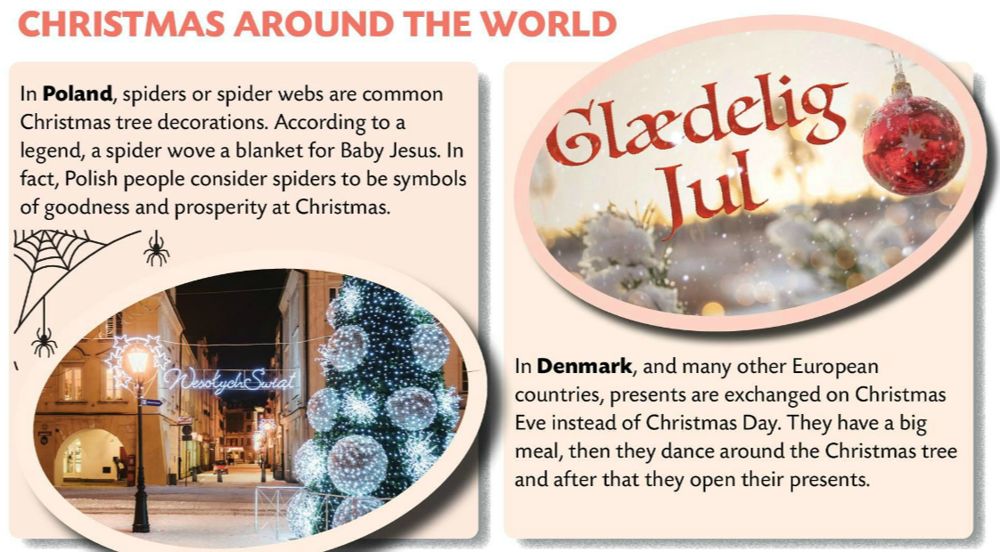 CHRISTMAS AROUND THE WORLD
In Poland, spiders or spider webs are common
Christmas tree decorations. According to a
legend, a spider wove a blanket for Baby Jesus. In
fact, Polish people consider spiders to be symbols
of goodness and prosperity at Christmas.
Wesołych Świąt
Glædelig
Jul
In Denmark, and many other European
countries, presents are exchanged on Christmas
Eve instead of Christmas Day. They have a big
meal, then they dance around the Christmas tree
and after that they open their presents.